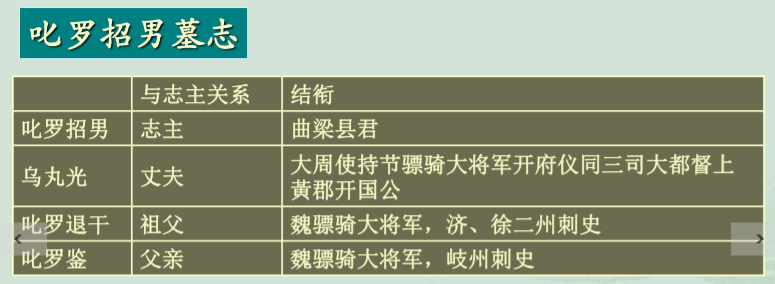 叱罗招男墓志
与志主关系 结衔
叱罗招男 志主 曲梁县君
乌丸光 丈夫 大周使持节骠骑大将军开府仪同三司大都督上
黄郡开国公
叱罗退干 祖父 魏骠骑大将军，济、徐二州刺史
叱罗鉴 父亲 魏骠骑大将军，岐州刺史